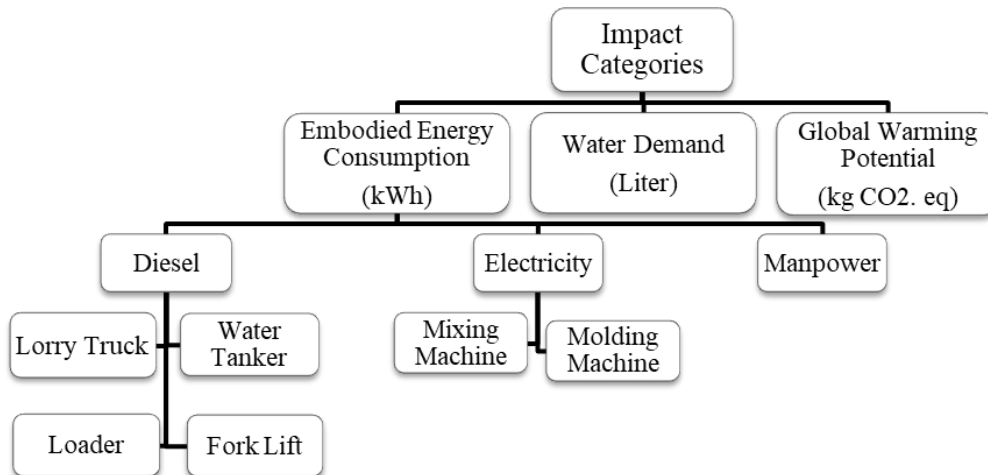 Impact
Categories
Embodied Energy
Consumption
(kWh)
Water Demand
(Liter)
Global Warming
Potential
(kg CO2. eq)
Diesel
Electricity
Manpower
Lorry Truck
Water
Tanker
Mixing
Machine
Molding
Machine
Loader
Fork Lift